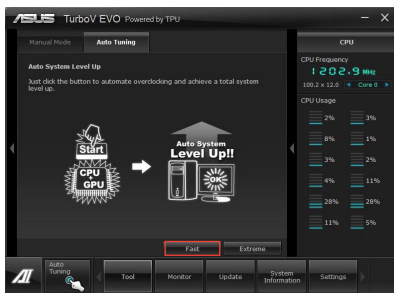 ASUS TurboV EVO Powered by TPU
Manual Mode
Auto Tuning
CPU
Auto System Level Up
Just click the button to automate overclocking and achieve a total system
level up.
CPU Frequency
1202.9 MHz
100.2 x 12.0
Core 0
CPU Usage
2%
3%
8%
1%
3%
2%
4%
11%
28%
28%
11%
5%
Start
CPU
+
GPU
Auto System
Level Up!!
OK
Fast
Extreme
Auto
Tuning
Tool
Monitor
Update
System
Information
Settings